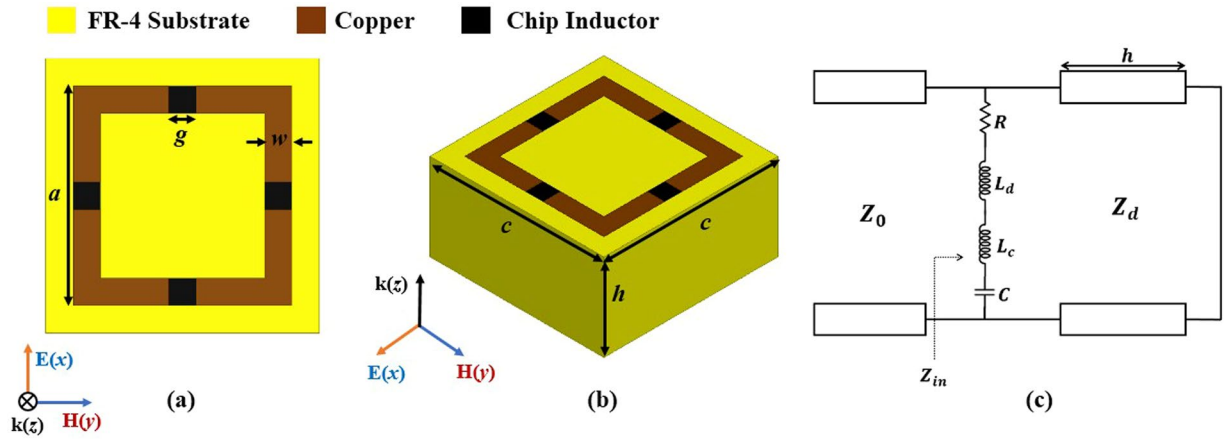 FR-4 Substrate Copper Chip Inductor
g
w
a
E(x)
k(z)
H(y)
(a)
c
c
h
k(z)
E(x)
H(y)
(b)
h
R
L_d
Z_0
Z_d
L_c
C
Z_in
(c)